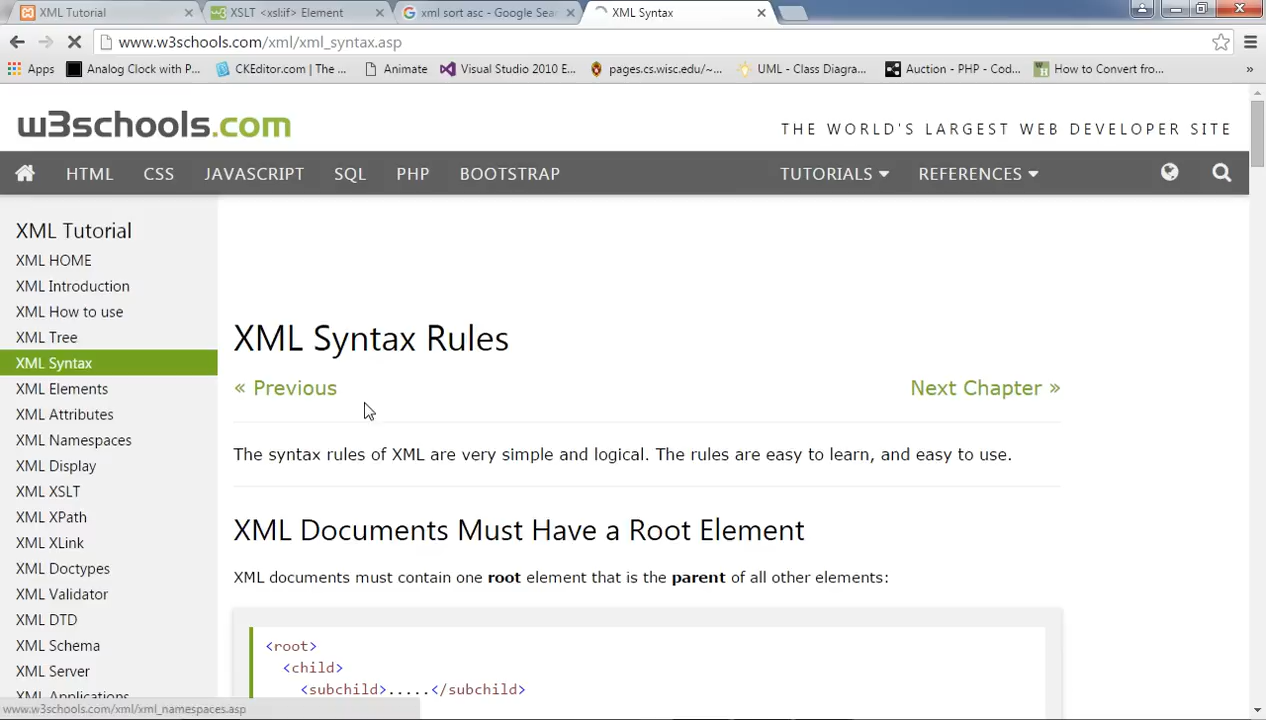 XML Tutorial
XSLT <xsl:if> Element
xml sort asc - Google Sear
XML Syntax
www.w3schools.com/xml/xml_syntax.asp
Apps
Analog Clock with P...
CKEditor.com | The ...
Animate
Visual Studio 2010 E...
pages.cs.wisc.edu/~...
UML - Class Diagra...
Auction - PHP - Cod...
How to Convert fro...
»
w3schools.com
THE WORLD'S LARGEST WEB DEVELOPER SITE
HTML
CSS
JAVASCRIPT
SQL
PHP
BOOTSTRAP
TUTORIALS
REFERENCES
XML Tutorial
XML HOME
XML Introduction
XML How to use
XML Tree
XML Syntax
XML Elements
XML Attributes
XML Namespaces
XML Display
XML XSLT
XML XPath
XML XLink
XML Doctypes
XML Validator
XML DTD
XML Schema
XML Server
XML Applications
XML Syntax Rules
« Previous
Next Chapter »
The syntax rules of XML are very simple and logical. The rules are easy to learn, and easy to use.
XML Documents Must Have a Root Element
XML documents must contain one root element that is the parent of all other elements:
<root>
<child>
<subchild>.....</subchild>
www.w3schools.com/xml/xml_namespaces.asp